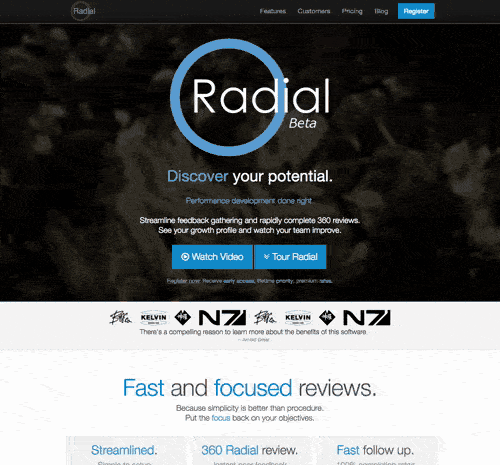 Radial
Features Customers Pricing Blog Register
Radial
Beta
Discover your potential.
Performance development done right.
Streamline feedback gathering and rapidly complete 360 reviews.
See your growth profile and watch your team improve.
Watch Video Tour Radial
Register now. Receive early access, lifetime priority, premium rates.
KELVIN N7 KELVIN N7
There's a compelling reason to learn more about the benefits of this software.
Fast and focused reviews.
Because simplicity is better than procedure.
Put the focus back on your objectives.
Streamlined. 360 Radial review. Fast follow up.